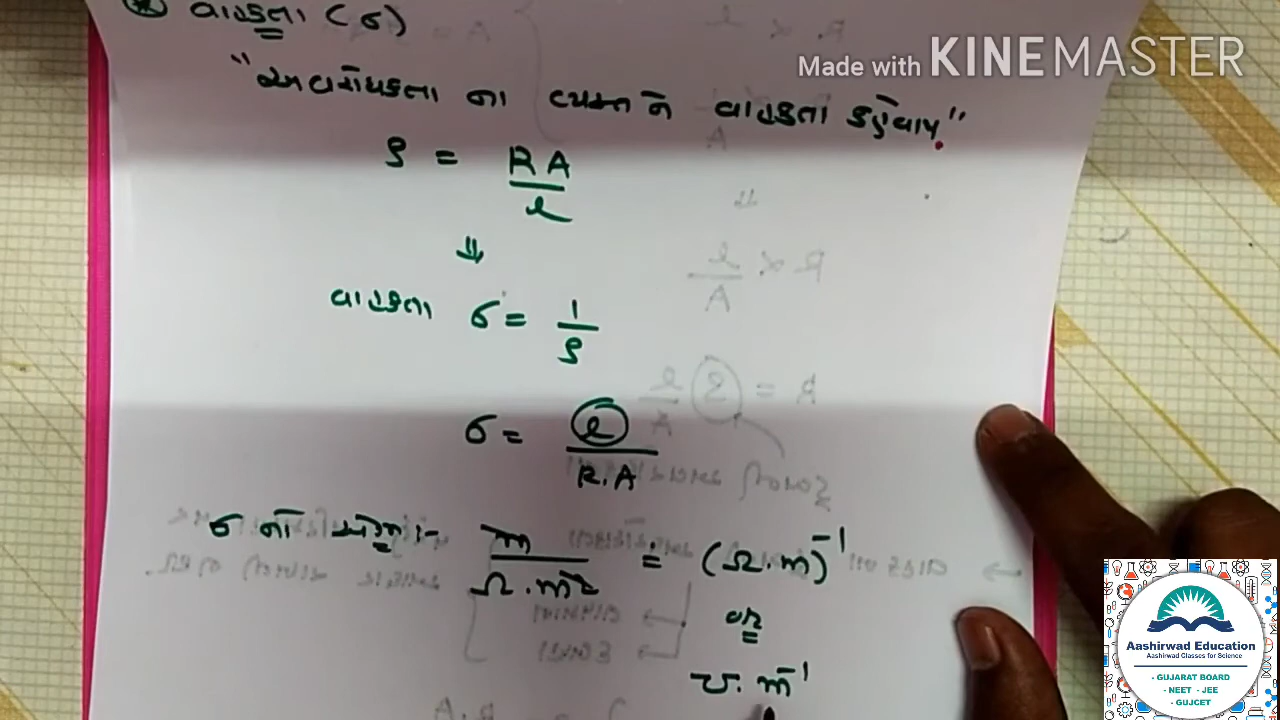 વાહકતા (σ)
Made with KINEMASTER
"અવરોધકતા ના વ્યસ્ત ને વાહકતા કહેવાય"
ρ = RA / l
⇓
વાહકતા σ = 1 / ρ
σ = l / R.A
σ નો એકમ :- m / Ω.m² = (Ω.m)⁻¹
or
℧.m⁻¹
Aashirwad Education
Aashirwad Classes for Science
- GUJARAT BOARD
- NEET - JEE
- GUJCET